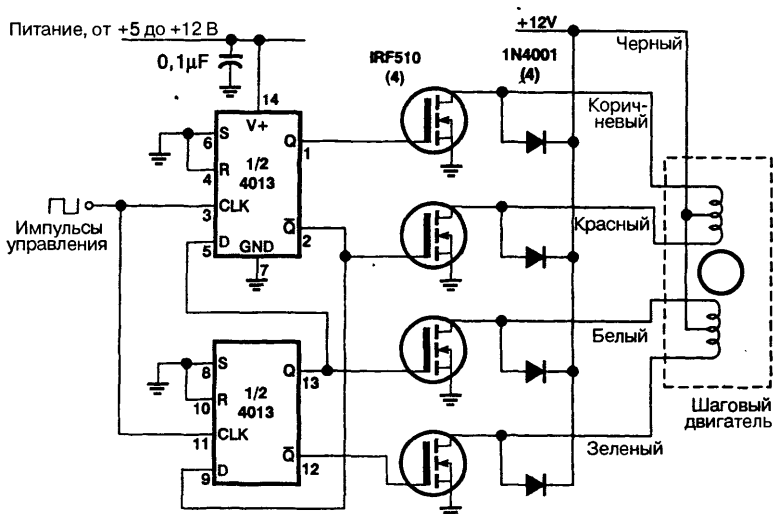 Питание, от +5 до +12 В
0,1µF
IRF510
(4)
+12V
1N4001
(4)
Черный
Корич-
невый
14
V+
6 S
Q 1
4 R
1/2
4013
3 CLK
Q 2
5 D
GND
7
Импульсы
управления
Красный
Белый
8 S
Q 13
10 R
1/2
4013
11 CLK
Q 12
9 D
Зеленый
Шаговый
двигатель